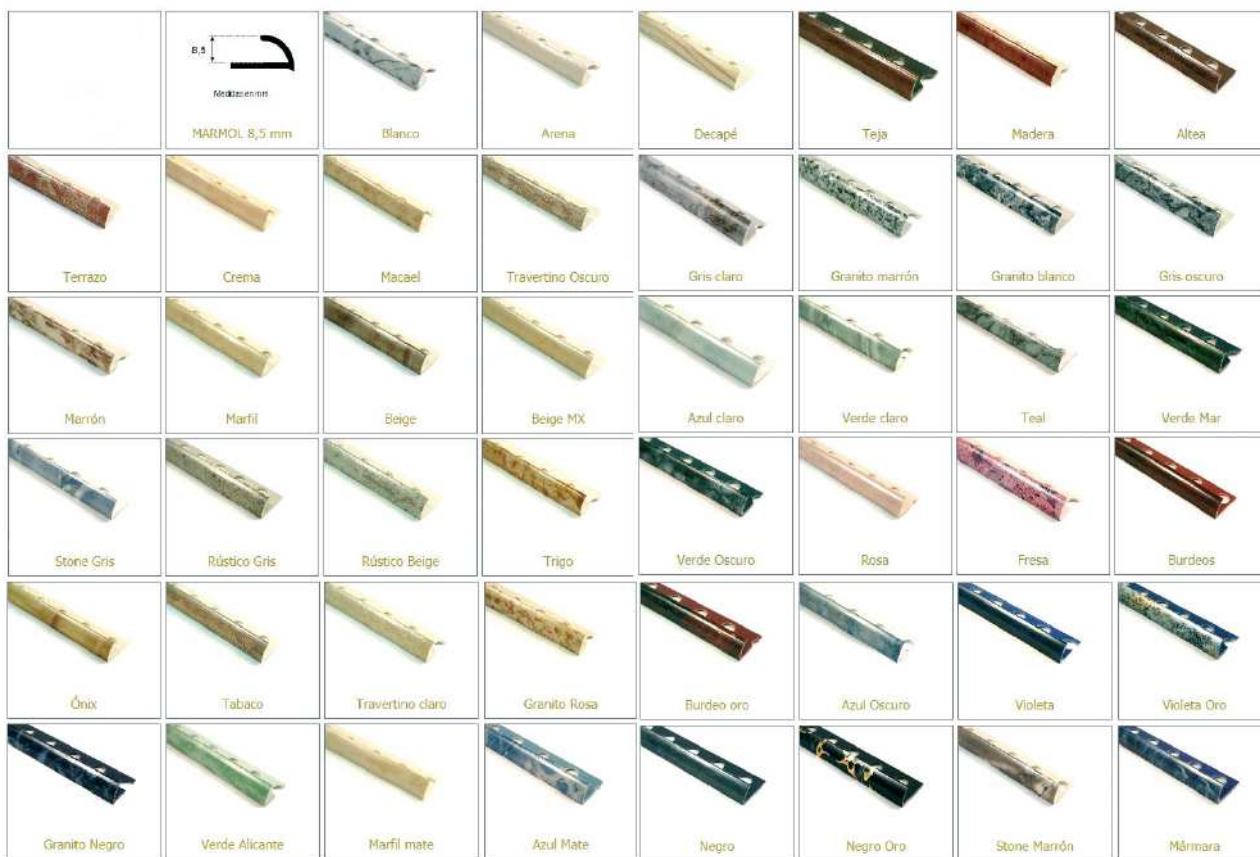 8,5
Medidas en mm
MARMOL 8,5 mm
Blanco
Arena
Decapé
Teja
Madera
Altea
Terrazo
Crema
Macael
Travertino Oscuro
Gris claro
Granito marrón
Granito blanco
Gris oscuro
Marrón
Marfil
Beige
Beige MX
Azul claro
Verde claro
Teal
Verde Mar
Stone Gris
Rústico Gris
Rústico Beige
Trigo
Verde Oscuro
Rosa
Fresa
Burdeos
Ónix
Tabaco
Travertino claro
Granito Rosa
Burdeo oro
Azul Oscuro
Violeta
Violeta Oro
Granito Negro
Verde Alicante
Marfil mate
Azul Mate
Negro
Negro Oro
Stone Marrón
Mármara